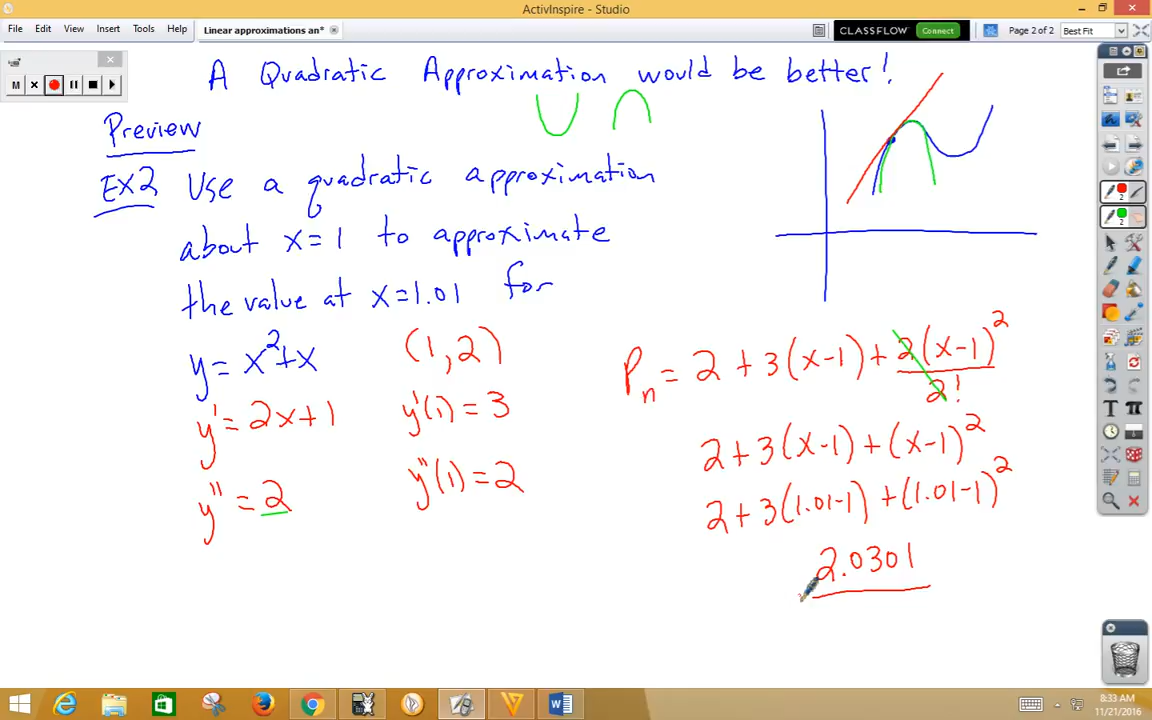 ActivInspire - Studio
File Edit View Insert Tools Help
Linear approximations an*
CLASSFLOW Connect
Page 2 of 2
Best Fit
M
A Quadratic Approximation would be better!
Preview
EX2 Use a quadratic approximation
about x=1 to approximate
the value at x=1.01 for
y=x²+x (1,2)
y'=2x+1 y'(1)=3
y''=2 y''(1)=2
Pₙ=2+3(x-1)+2(x-1)²/2!
2+3(x-1)+(x-1)²
2+3(1.01-1)+(1.01-1)²
2.0301
2
2
T
8:33 AM
11/21/2016